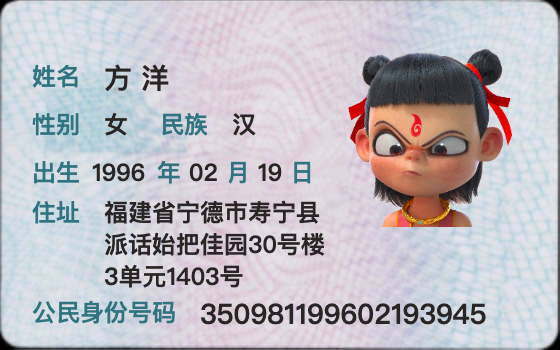 姓名 方洋
性别 女 民族 汉
出生 1996 年 02 月 19 日
住址 福建省宁德市寿宁县
派话始把佳园30号楼
3单元1403号
公民身份号码 350981199602193945